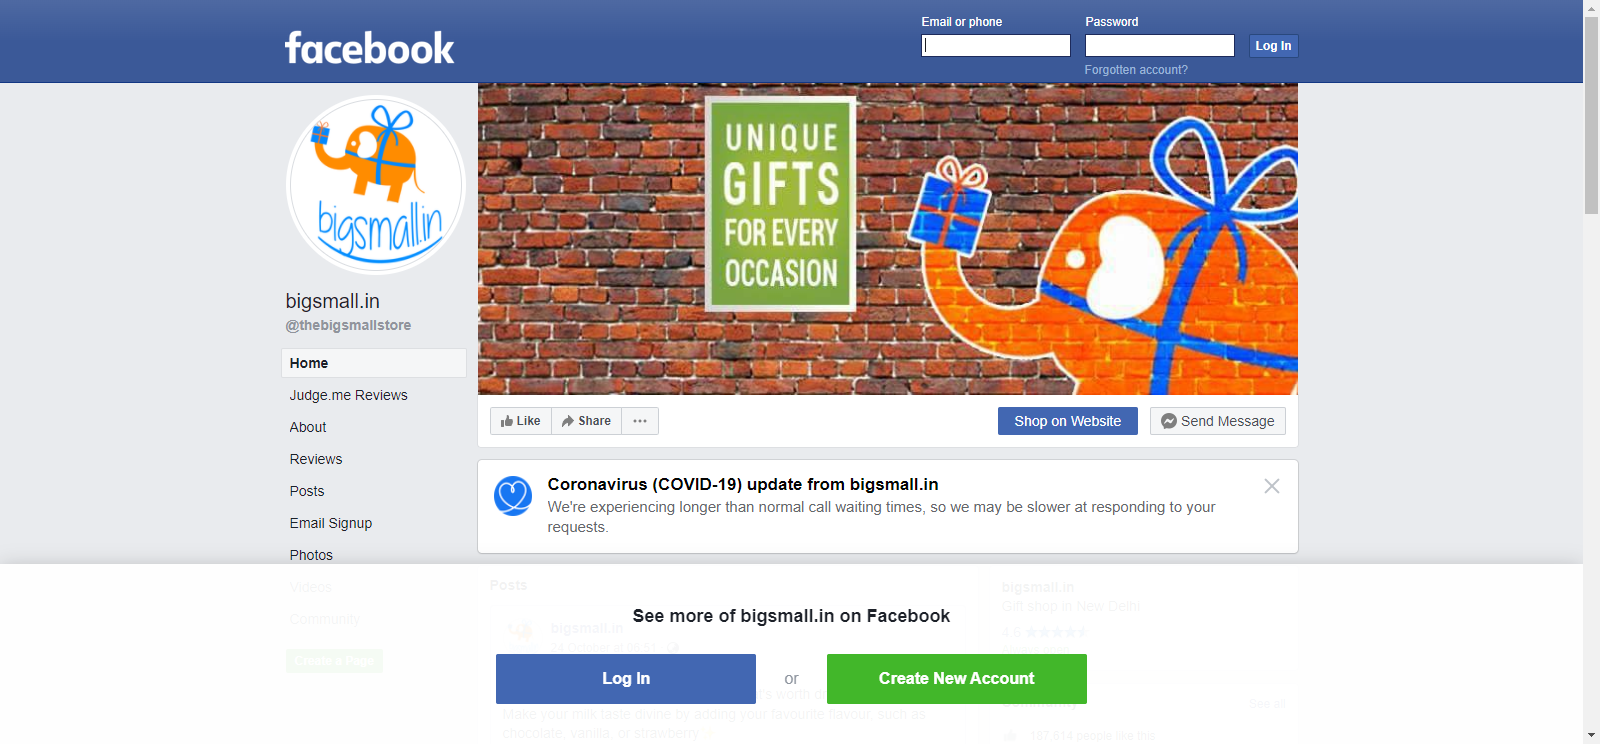 facebook
Email or phone
Password
Log In
Forgotten account?
bigsmall.in
bigsmall.in
@thebigsmallstore
Home
Judge.me Reviews
About
Reviews
Posts
Email Signup
Photos
Videos
Community
Create a Page
UNIQUE
GIFTS
FOR EVERY
OCCASION
Like
Share
Shop on Website
Send Message
Coronavirus (COVID-19) update from bigsmall.in
We're experiencing longer than normal call waiting times, so we may be slower at responding to your
requests.
Posts
bigsmall.in
bigsmall.in
Gift shop in New Delhi
4.6
See more of bigsmall.in on Facebook
Log In
or
Create New Account
Make your milk taste divine by adding your favourite flavour, such as
chocolate, vanilla, or strawberry
Community
See all
187,614 people like this